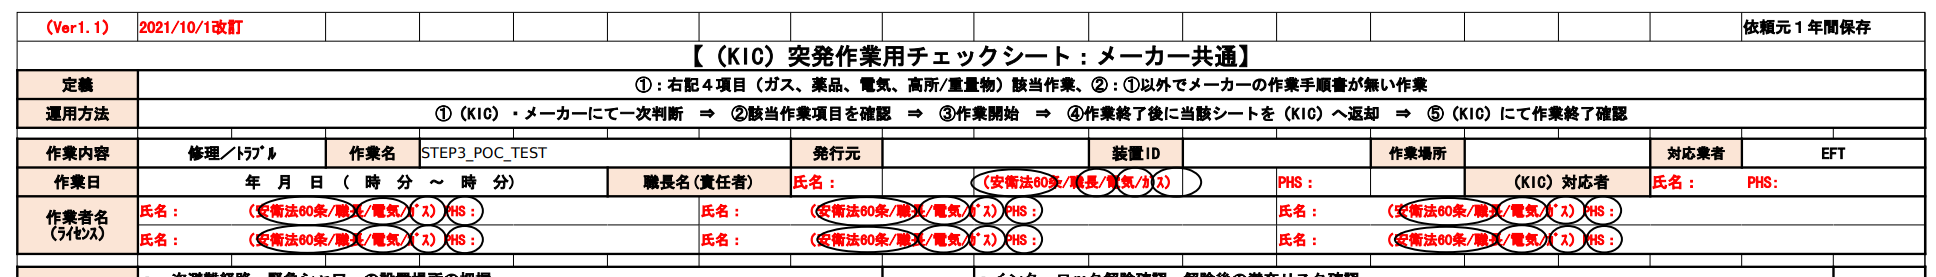 (Ver1.1) 2021/10/1改訂 依頼元1年間保存
【（KIC）突発作業用チェックシート：メーカー共通】
定義 ①：右記４項目（ガス、薬品、電気、高所/重量物）該当作業、②：①以外でメーカーの作業手順書が無い作業
運用方法 ①（KIC）・メーカーにて一次判断 ⇒ ②該当作業項目を確認 ⇒ ③作業開始 ⇒ ④作業終了後に当該シートを（KIC）へ返却 ⇒ ⑤（KIC）にて作業終了確認
作業内容 修理／ﾄﾗﾌﾞﾙ 作業名 STEP3_POC_TEST 発行元 装置ID 作業場所 対応業者 EFT
作業日 年 月 日 （ 時 分 ～ 時 分） 職長名(責任者) 氏名： （安衛法60条/職長/電気/ｶﾞｽ） PHS： （KIC）対応者 氏名： PHS:
作業者名
（ﾗｲｾﾝｽ）
氏名： （安衛法60条/職長/電気/ｶﾞｽ）PHS： 氏名： （安衛法60条/職長/電気/ｶﾞｽ）PHS： 氏名： （安衛法60条/職長/電気/ｶﾞｽ）PHS：
氏名： （安衛法60条/職長/電気/ｶﾞｽ）PHS： 氏名： （安衛法60条/職長/電気/ｶﾞｽ）PHS： 氏名： （安衛法60条/職長/電気/ｶﾞｽ）PHS：